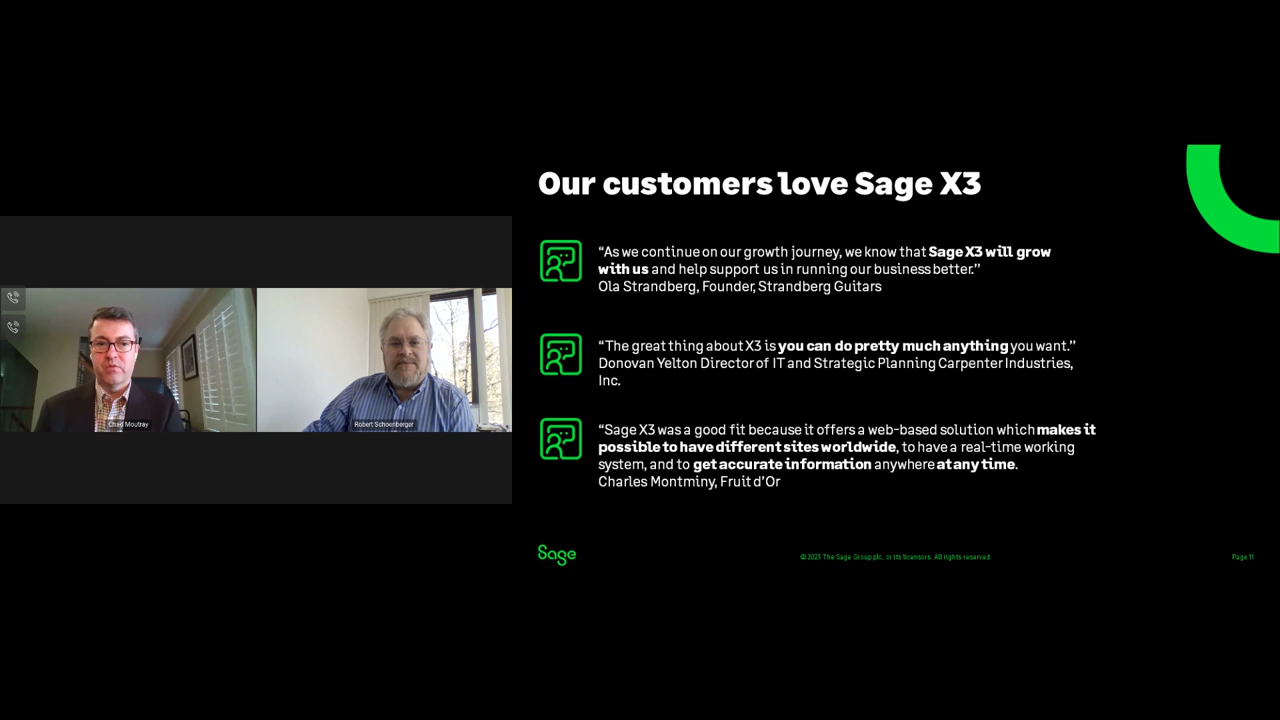 Our customers love Sage X3
“As we continue on our growth journey, we know that Sage X3 will grow
with us and help support us in running our business better.”
Ola Strandberg, Founder, Strandberg Guitars
“The great thing about X3 is you can do pretty much anything you want.”
Donovan Yelton Director of IT and Strategic Planning Carpenter Industries,
Inc.
“Sage X3 was a good fit because it offers a web-based solution which makes it
possible to have different sites worldwide, to have a real-time working
system, and to get accurate information anywhere at any time.
Charles Montminy, Fruit d’Or
Chad Moutray
Robert Schoenberger
Sage
© 2023 The Sage Group plc, or its licensors. All rights reserved.
Page 11